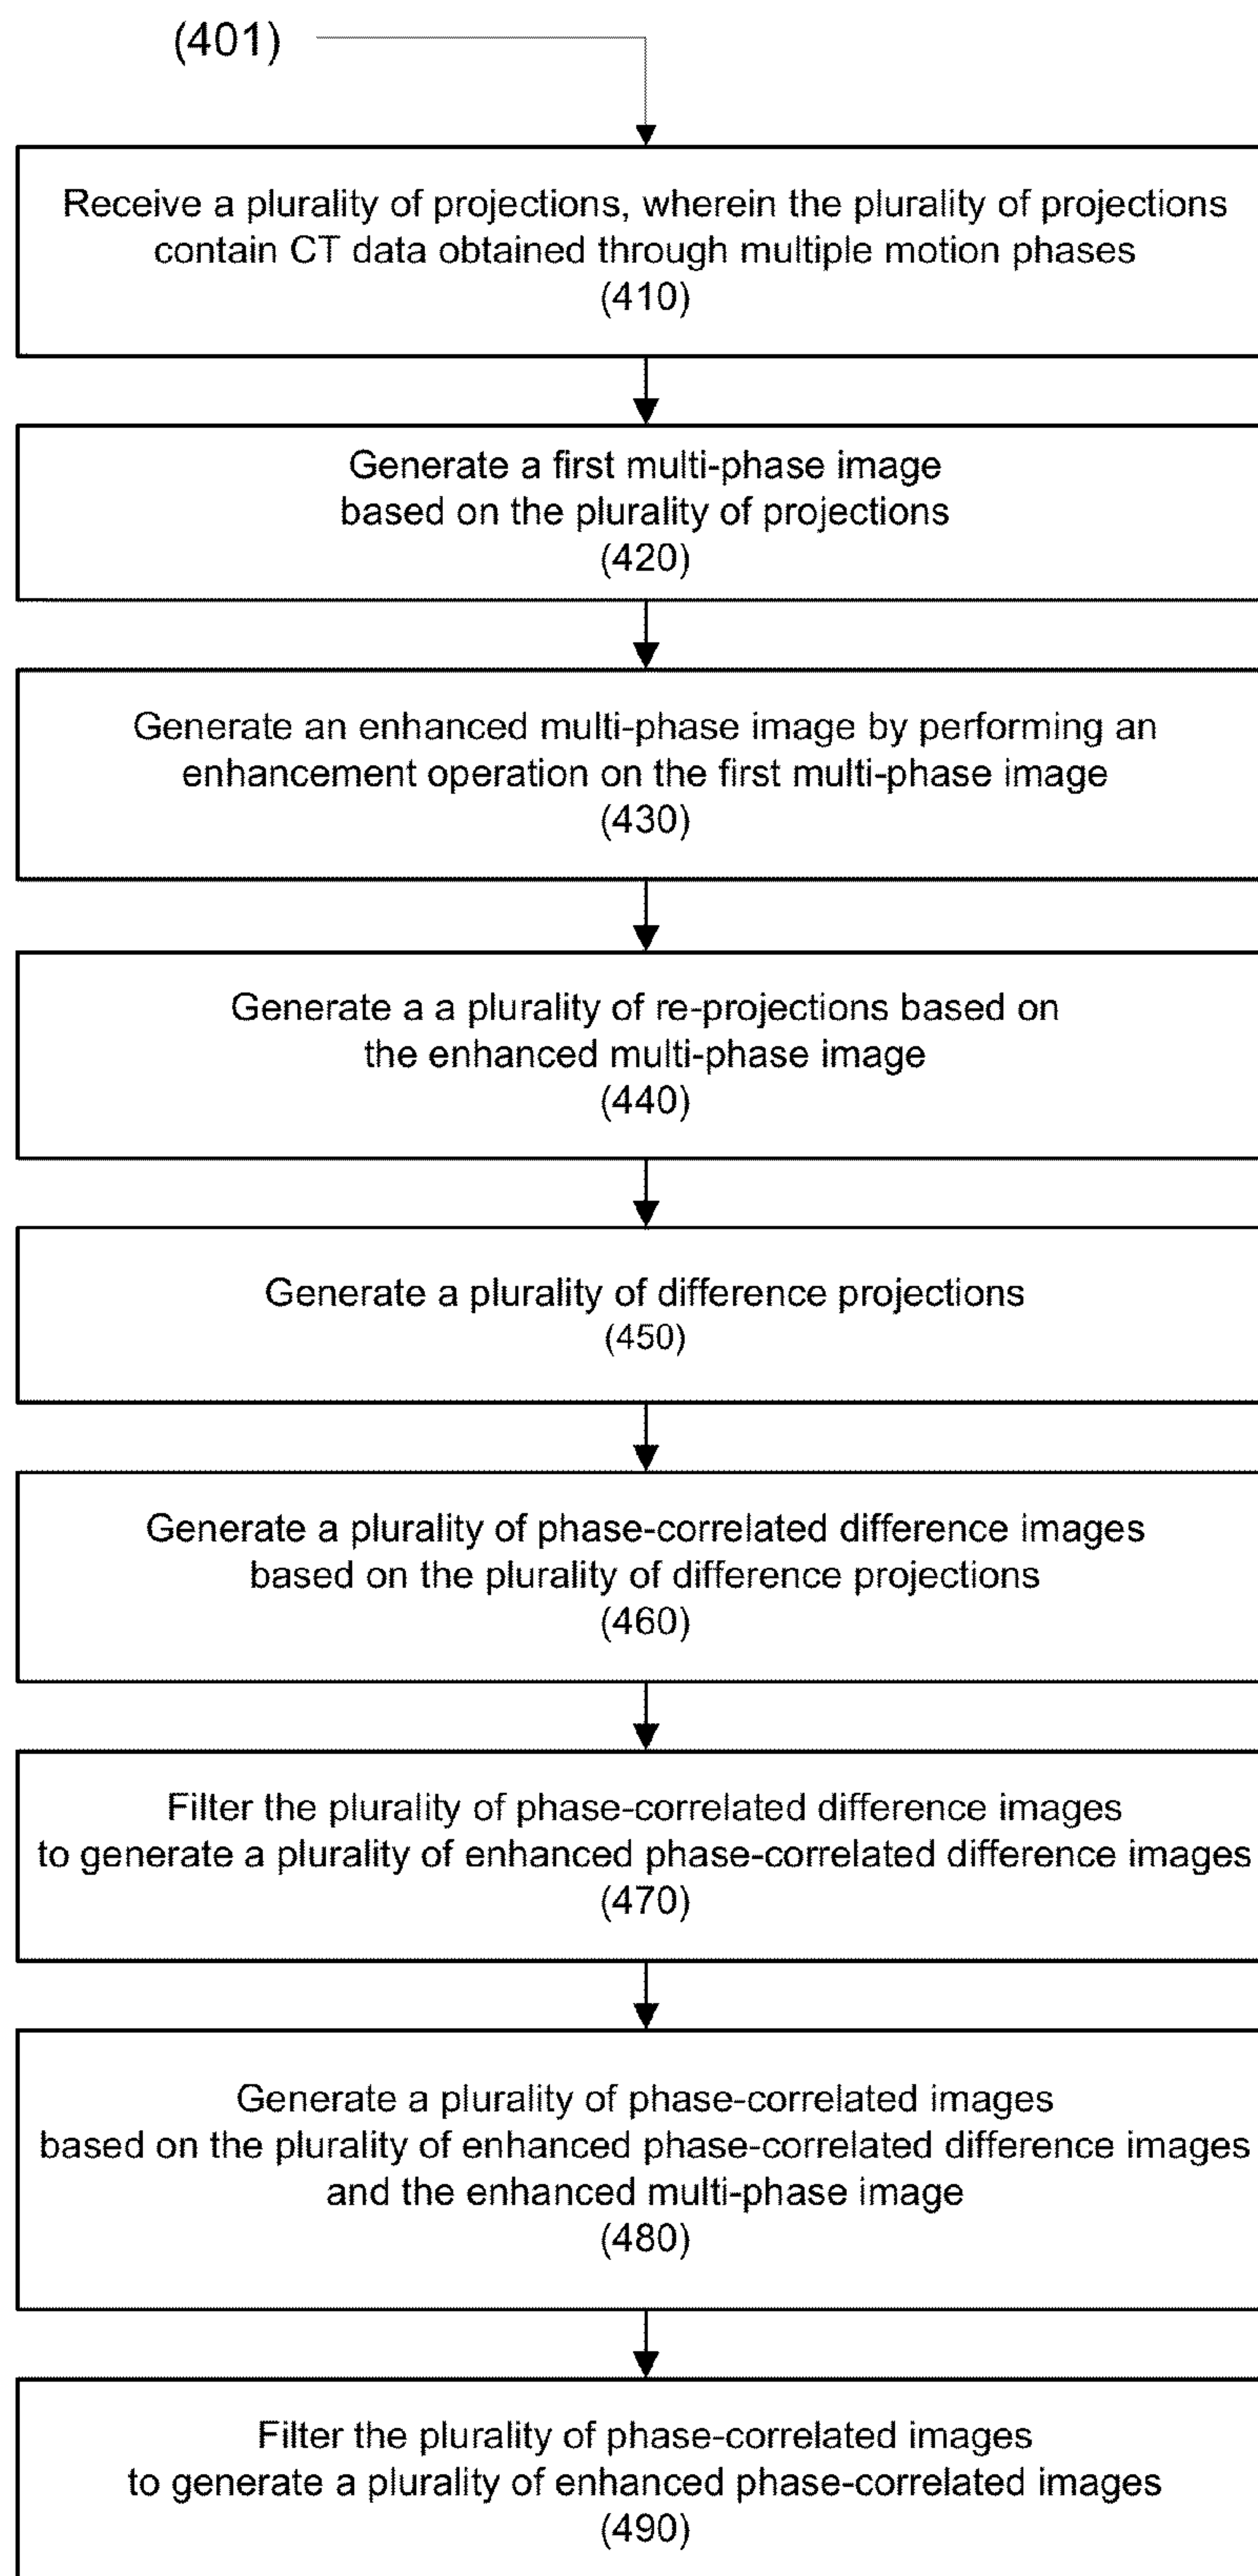 (401)
Receive a plurality of projections, wherein the plurality of projections
contain CT data obtained through multiple motion phases
(410)
Generate a first multi-phase image
based on the plurality of projections
(420)
Generate an enhanced multi-phase image by performing an
enhancement operation on the first multi-phase image
(430)
Generate a a plurality of re-projections based on
the enhanced multi-phase image
(440)
Generate a plurality of difference projections
(450)
Generate a plurality of phase-correlated difference images
based on the plurality of difference projections
(460)
Filter the plurality of phase-correlated difference images
to generate a plurality of enhanced phase-correlated difference images
(470)
Generate a plurality of phase-correlated images
based on the plurality of enhanced phase-correlated difference images
and the enhanced multi-phase image
(480)
Filter the plurality of phase-correlated images
to generate a plurality of enhanced phase-correlated images
(490)